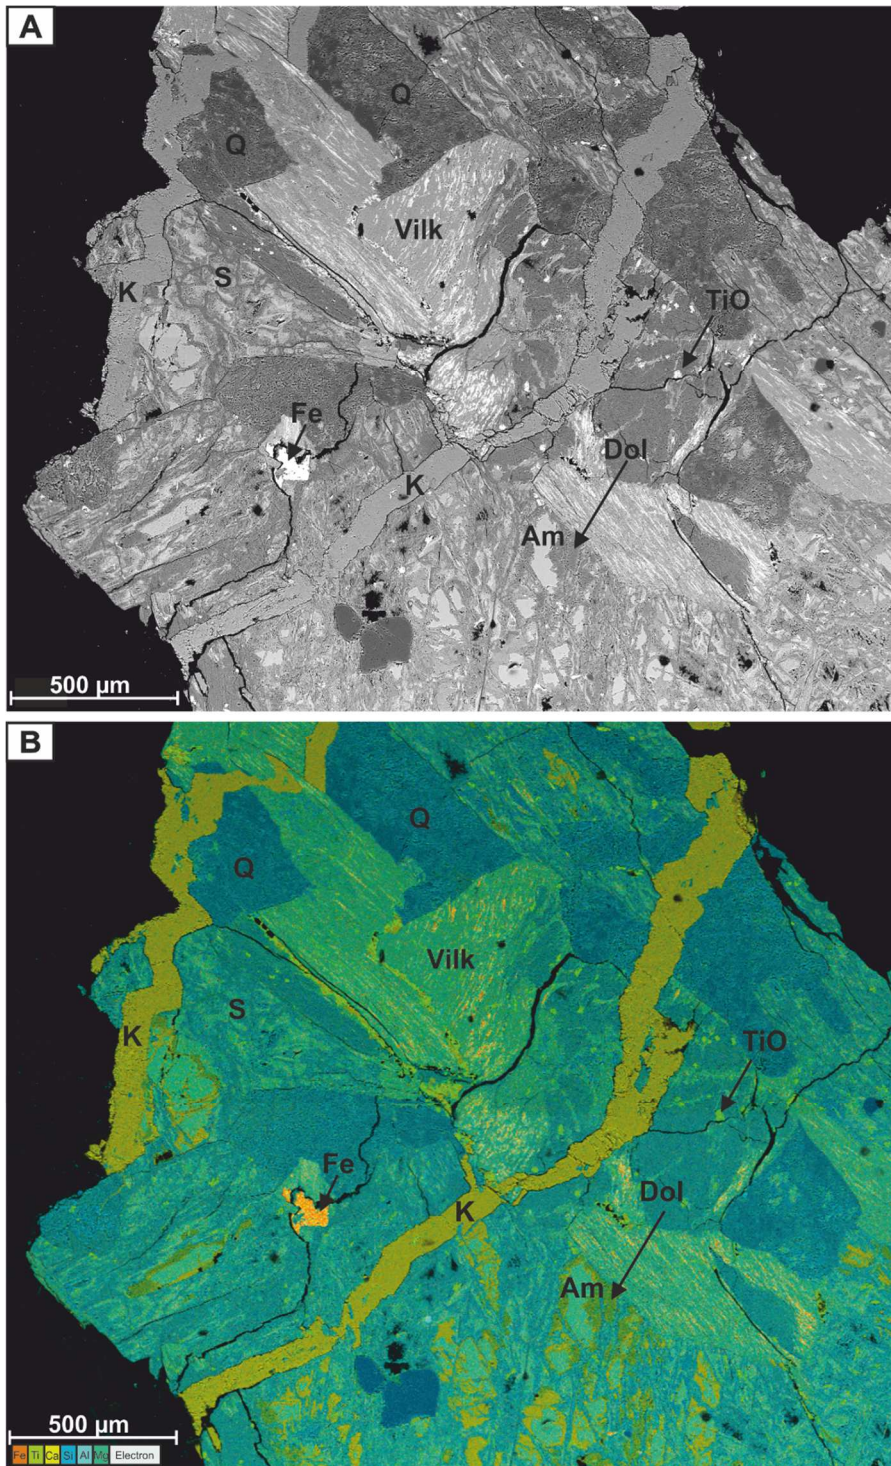 A
Q
Q
Vilk
K
S
TiO
Fe
Dol
K
Am
500 µm
B
Q
Q
Vilk
S
K
TiO
Fe
Dol
K
Am
500 µm
Fe Ti Ca Si Al Mg Electron